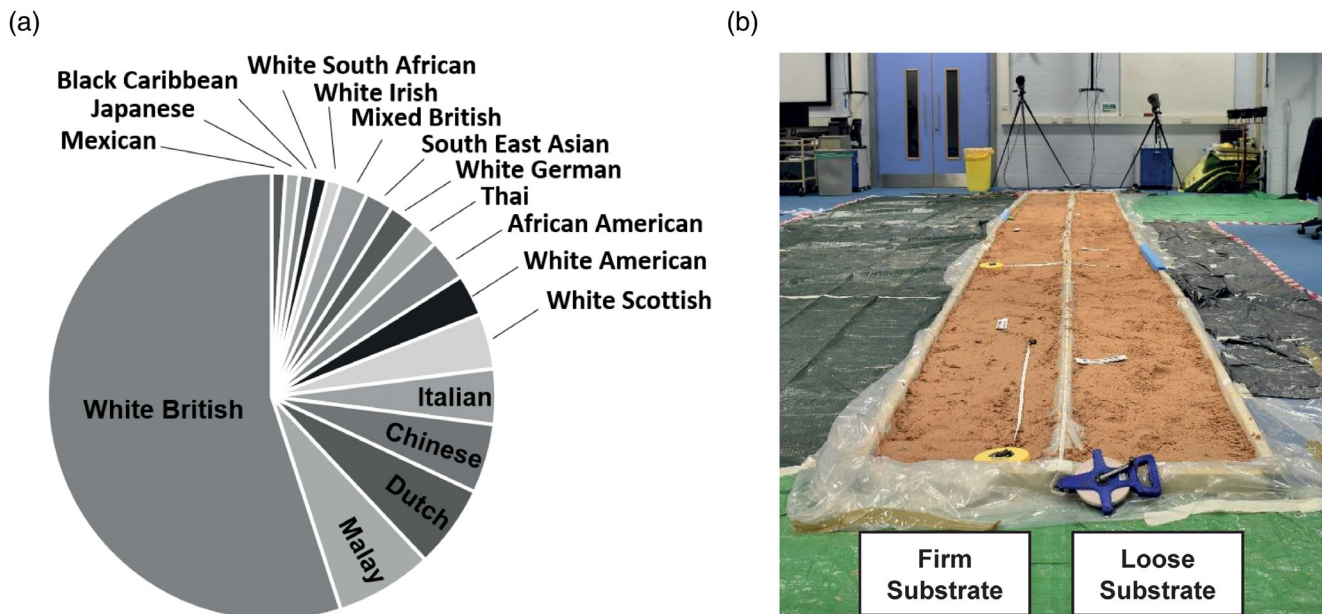 (a)
White South African
Black Caribbean
White Irish
Japanese
Mixed British
Mexican
South East Asian
White German
Thai
African American
White American
White Scottish
Italian
White British
Chinese
Dutch
Malay
(b)
Firm
Substrate
Loose
Substrate